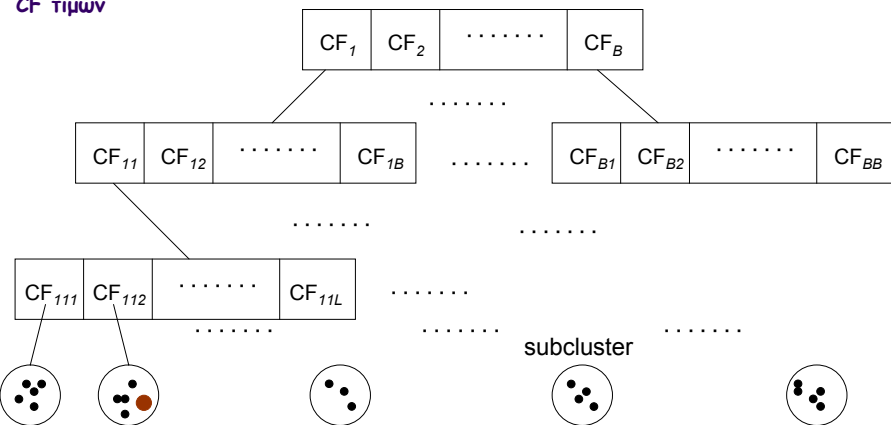 CF τιμων
CF1 CF2 ....... CFB
.......
CF11 CF12 ....... CF1B ....... CFB1 CFB2 ....... CFBB
....... .......
CF111 CF112 ....... CF11L .......
....... ....... .......
subcluster